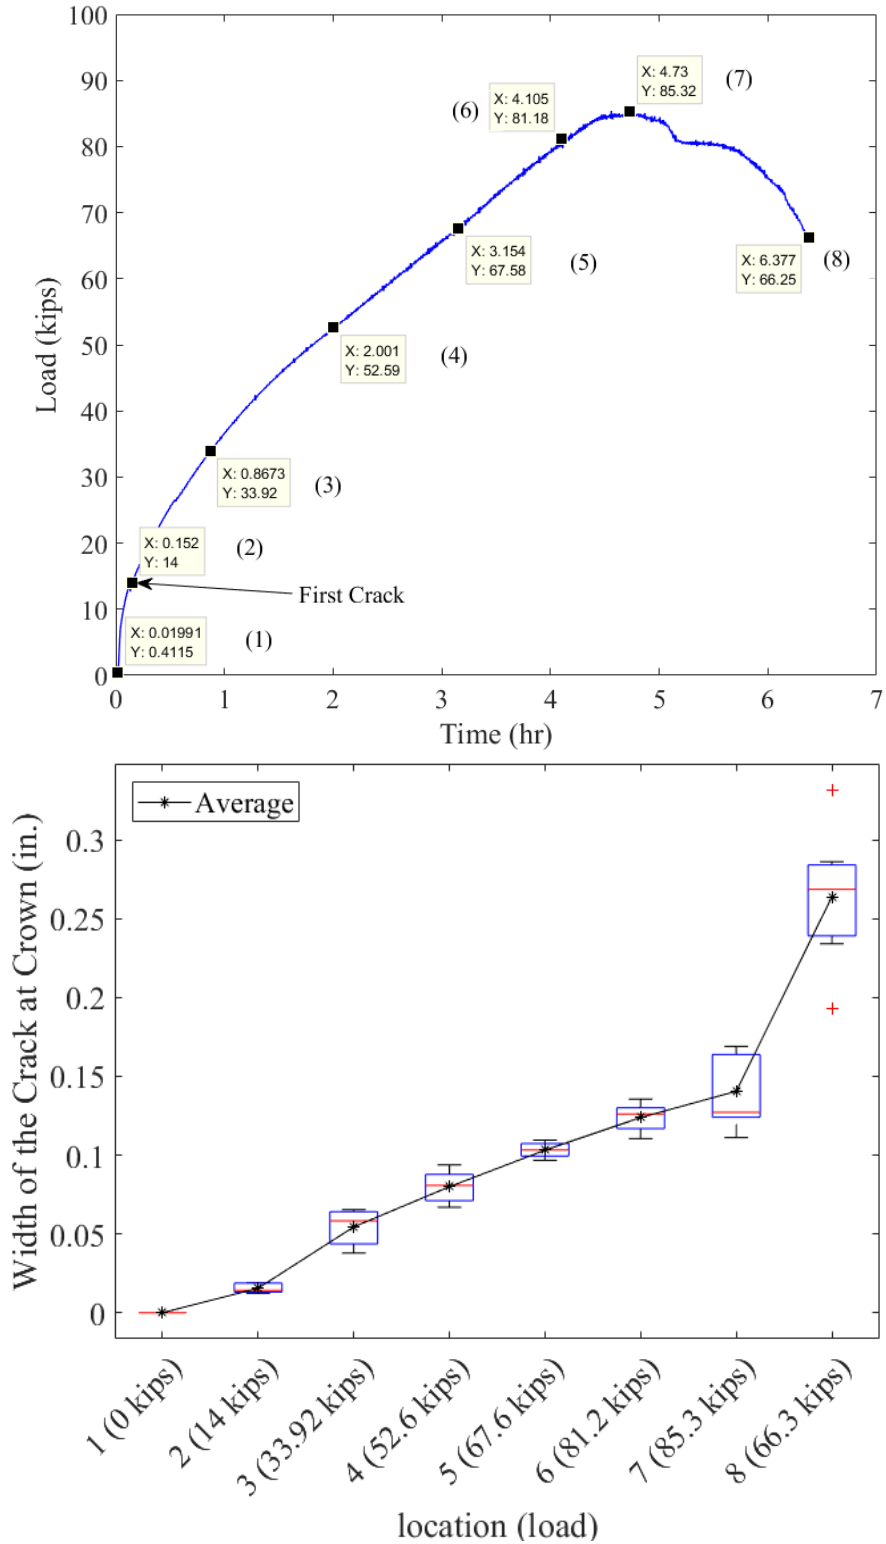 100
90
80
70
60
50
40
30
20
10
0
Load (kips)
X: 4.73
Y: 85.32
(7)
X: 4.105
Y: 81.18
(6)
X: 3.154
Y: 67.58
(5)
X: 6.377
Y: 66.25
(8)
X: 2.001
Y: 52.59
(4)
X: 0.8673
Y: 33.92
(3)
X: 0.152
Y: 14
(2)
First Crack
X: 0.01991
Y: 0.4115
(1)
0 1 2 3 4 5 6 7
Time (hr)
Average
Width of the Crack at Crown (in.)
0.3
0.25
0.2
0.15
0.1
0.05
0
1 (0 kips)
2 (14 kips)
3 (33.92 kips)
4 (52.6 kips)
5 (67.6 kips)
6 (81.2 kips)
7 (85.3 kips)
8 (66.3 kips)
location (load)